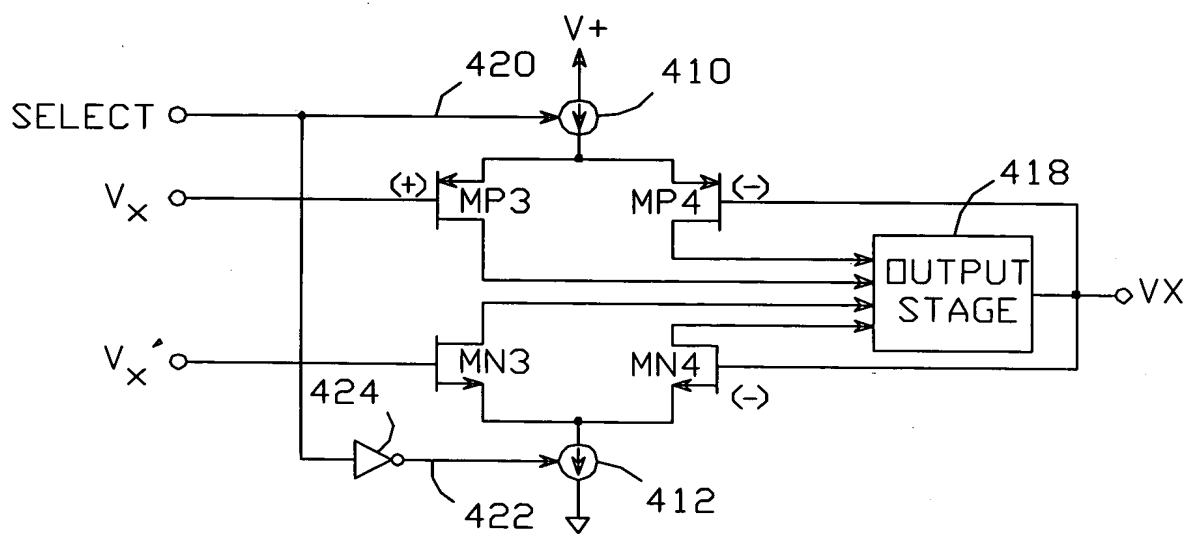 V+
420
410
SELECT
418
Vx
(+)
MP3
MP4
(-)
OUTPUT
STAGE
VX
Vx'
MN3
MN4
424
(-)
422
412